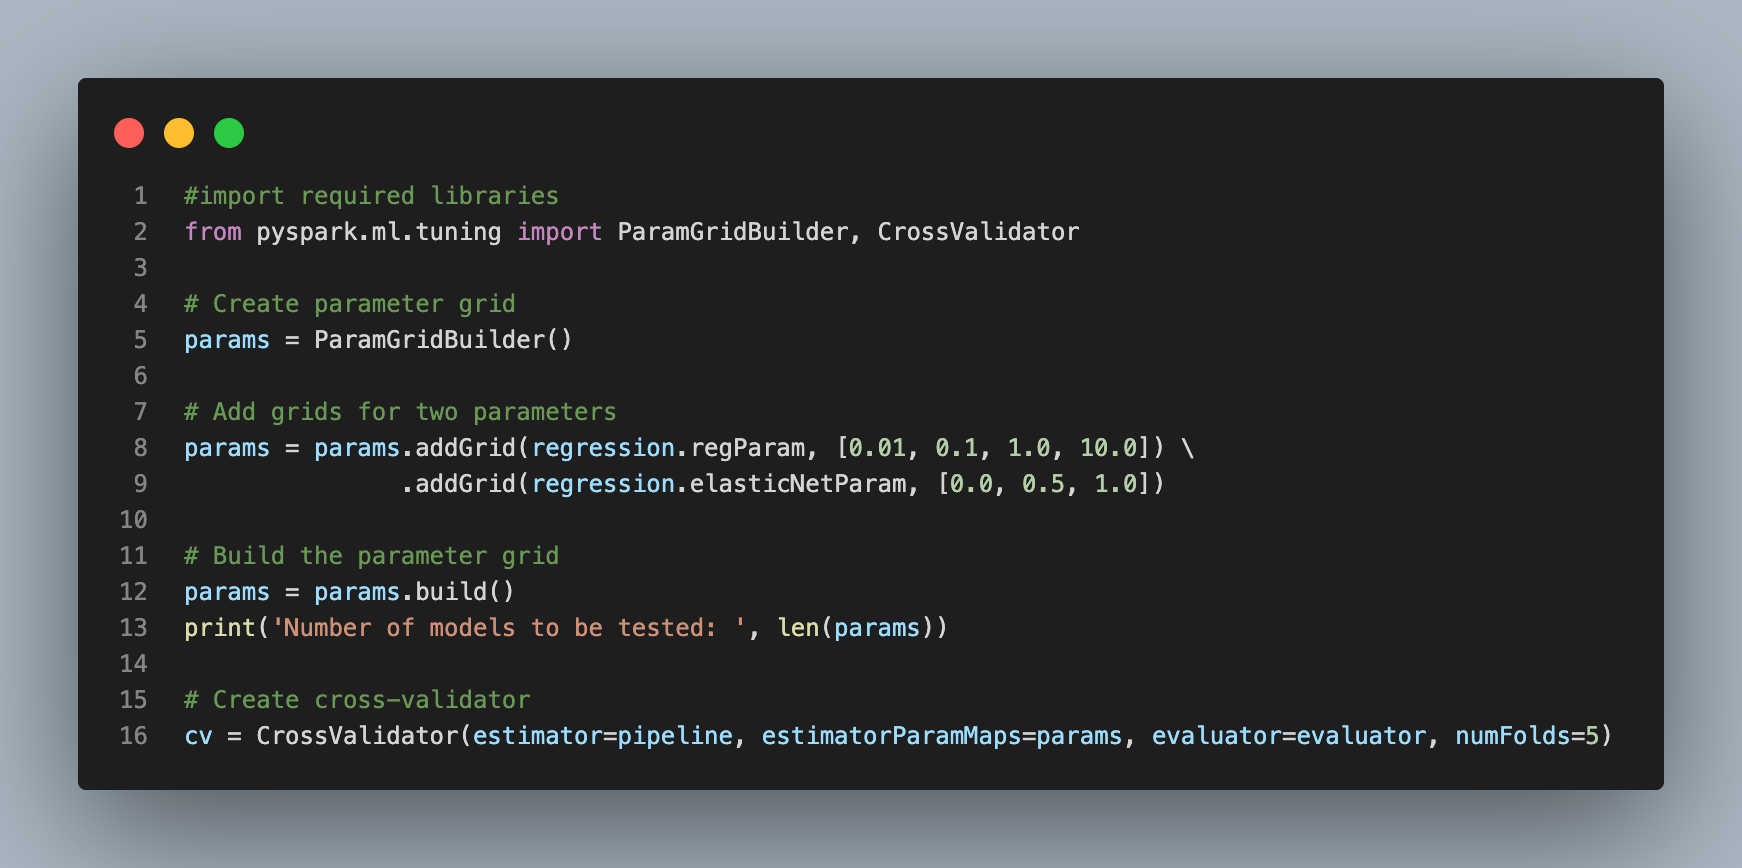 1 #import required libraries
2 from pyspark.ml.tuning import ParamGridBuilder, CrossValidator
3
4 # Create parameter grid
5 params = ParamGridBuilder()
6
7 # Add grids for two parameters
8 params = params.addGrid(regression.regParam, [0.01, 0.1, 1.0, 10.0]) \
9                .addGrid(regression.elasticNetParam, [0.0, 0.5, 1.0])
10
11 # Build the parameter grid
12 params = params.build()
13 print('Number of models to be tested: ', len(params))
14
15 # Create cross-validator
16 cv = CrossValidator(estimator=pipeline, estimatorParamMaps=params, evaluator=evaluator, numFolds=5)